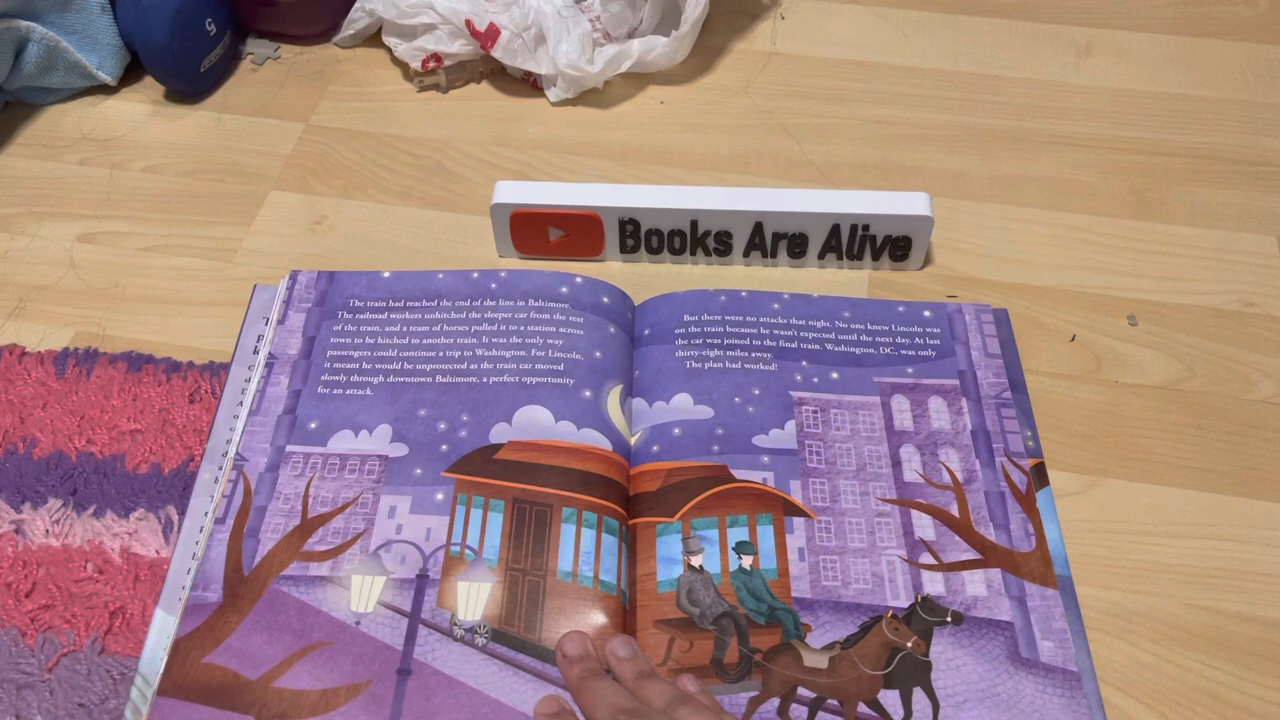 5
Books Are Alive
The train had reached the end of the line in Baltimore.
The railroad workers unhitched the sleeper car from the rest
of the train, and a team of horses pulled it to a station across
town to be hitched to another train. It was the only way
passengers could continue a trip to Washington. For Lincoln,
it meant he would be unprotected as the train car moved
slowly through downtown Baltimore, a perfect opportunity
for an attack.
But there were no attacks that night. No one knew Lincoln was
on the train because he wasn't expected until the next day. At last
the car was joined to the final train. Washington, DC, was only
thirty-eight miles away.
The plan had worked!